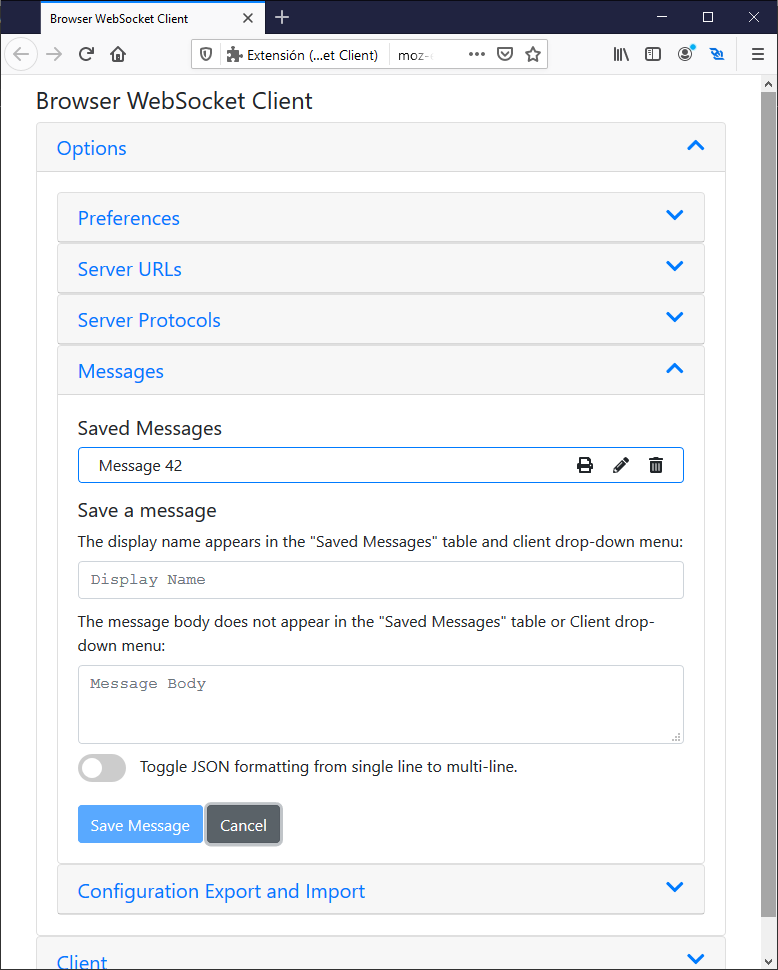 Browser WebSocket Client
Extensión (...et Client)
moz-
Browser WebSocket Client
Options
Preferences
Server URLs
Server Protocols
Messages
Saved Messages
Message 42
Save a message
The display name appears in the "Saved Messages" table and client drop-down menu:
Display Name
The message body does not appear in the "Saved Messages" table or Client drop-
down menu:
Message Body
Toggle JSON formatting from single line to multi-line.
Save Message
Cancel
Configuration Export and Import
Client